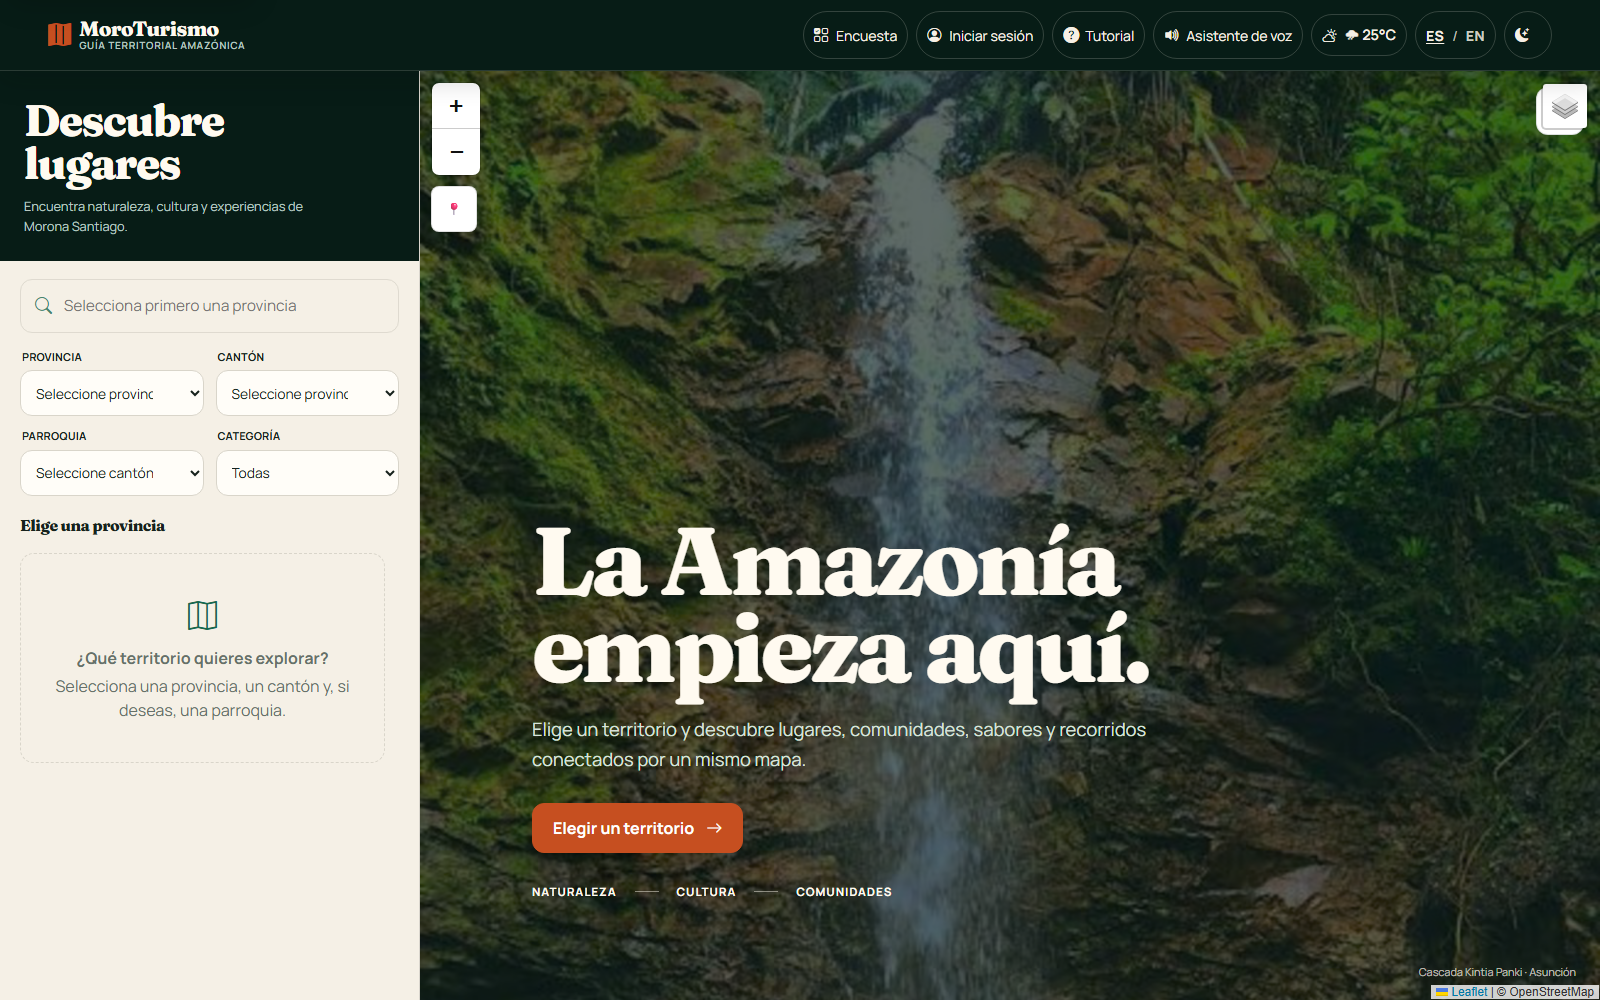 MoroTurismo
GUÍA TERRITORIAL AMAZÓNICA
Encuesta
Iniciar sesión
? Tutorial
Asistente de voz
25°C
ES / EN
Descubre
lugares
Encuentra naturaleza, cultura y experiencias de
Morona Santiago.
Selecciona primero una provincia
PROVINCIA
CANTÓN
Seleccione provinc
Seleccione provinc
PARROQUIA
CATEGORÍA
Seleccione cantón
Todas
Elige una provincia
¿Qué territorio quieres explorar?
Selecciona una provincia, un cantón y, si
deseas, una parroquia.
+
−
La Amazonía
empieza aquí.
Elige un territorio y descubre lugares, comunidades, sabores y recorridos
conectados por un mismo mapa.
Elegir un territorio →
NATURALEZA — CULTURA — COMUNIDADES
Cascada Kintia Panki · Asunción
Leaflet | © OpenStreetMap